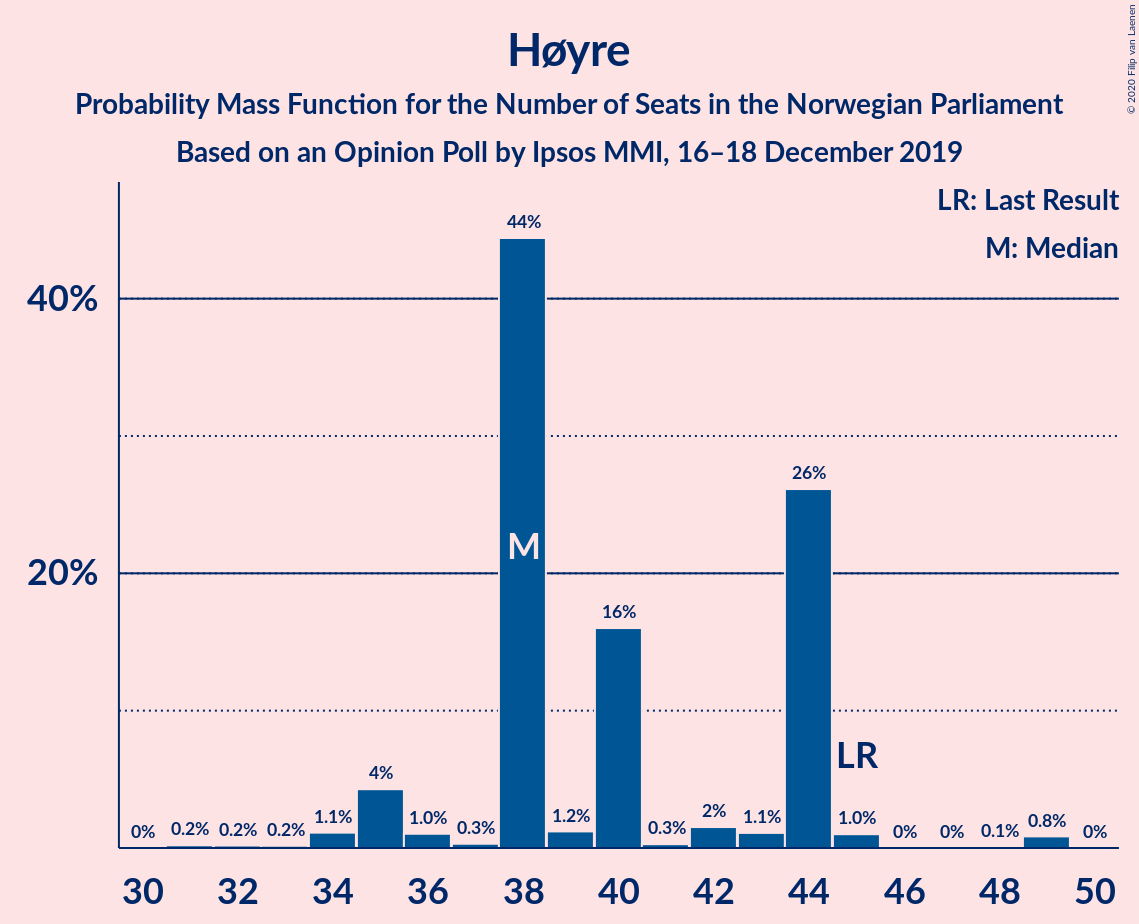 Høyre
Probability Mass Function for the Number of Seats in the Norwegian Parliament
Based on an Opinion Poll by Ipsos MMI, 16–18 December 2019
© 2020 Filip van Laenen
LR: Last Result
M: Median
40%
20%
0%
0.2%
0.2%
0.2%
1.1%
4%
1.0%
0.3%
44%
M
1.2%
16%
0.3%
2%
1.1%
26%
1.0%
LR
0%
0%
0.1%
0.8%
0%
30 32 34 36 38 40 42 44 46 48 50